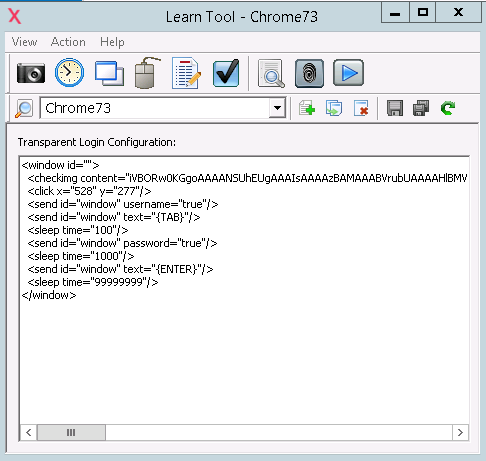 Learn Tool - Chrome73
View Action Help
Chrome73
Transparent Login Configuration:
<window id="">
<checkimg content="iVBORw0KGgoAAAANSUhEUgAAAIsAAAAzBAMAAABVrubUAAAAHlBMV
<click x="528" y="277"/>
<send id="window" username="true"/>
<send id="window" text="{TAB}"/>
<sleep time="100"/>
<send id="window" password="true"/>
<sleep time="1000"/>
<send id="window" text="{ENTER}"/>
<sleep time="99999999"/>
</window>